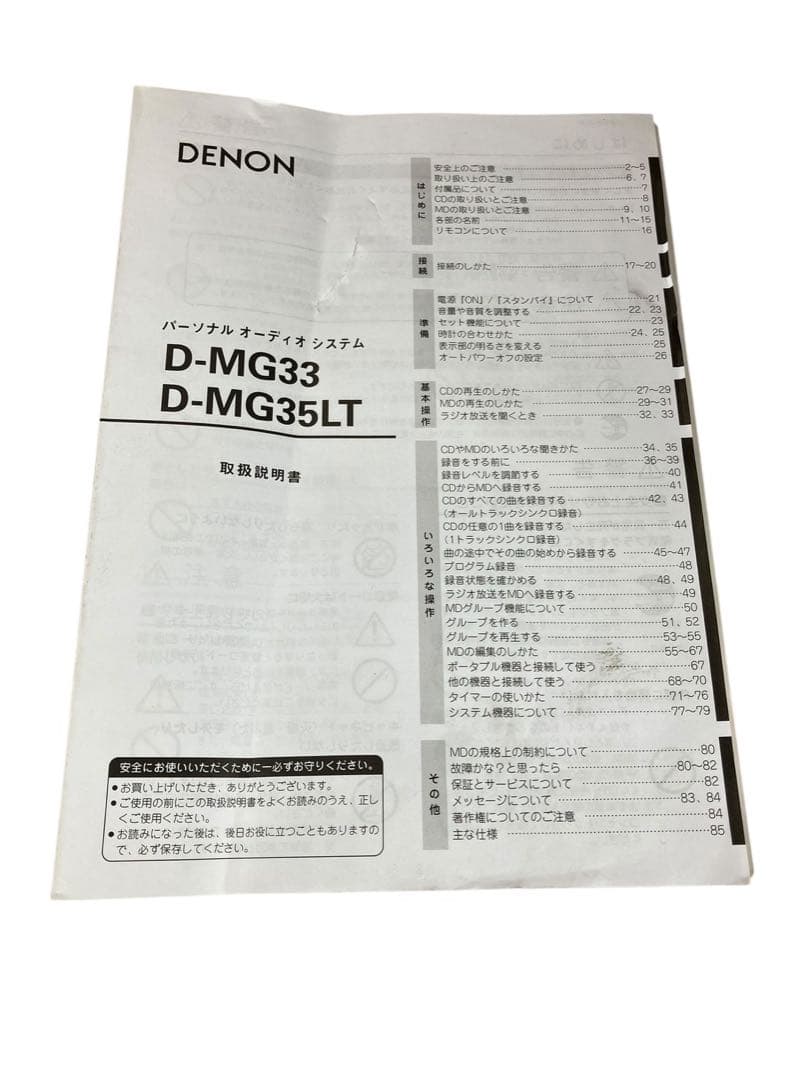 DENON
パーソナル オーディオ システム
D-MG33
D-MG35LT
取扱説明書
安全にお使いいただくために―必ずお守りください。
●お買い上げいただき、ありがとうございます。
●ご使用の前にこの取扱説明書をよくお読みのうえ、正し
くご使用ください。
●お読みになった後は、後日お役に立つこともありますの
で、必ず保存してください。
はじめに
安全上のご注意 2〜5
取り扱い上のご注意 6、7
付属品について 7
CDの取り扱いとご注意 8
MDの取り扱いとご注意 9、10
各部の名前 11〜15
リモコンについて 16
接続
接続のしかた 17〜20
準備
電源『ON』/『スタンバイ』について 21
音量や音質を調整する 22、23
セット機能について 23
時計の合わせかた 24、25
表示部の明るさを変える 25
オートパワーオフの設定 26
基本操作
CDの再生のしかた 27〜29
MDの再生のしかた 29〜31
ラジオ放送を聞くとき 32、33
いろいろな操作
CDやMDのいろいろな聞きかた 34、35
録音をする前に 36〜39
録音レベルを調節する 40
CDからMDへ録音する 41
CDのすべての曲を録音する 42、43
(オールトラックシンクロ録音)
CDの任意の1曲を録音する 44
(1トラックシンクロ録音)
曲の途中でその曲の始めから録音する 45〜47
プログラム録音 48
録音状態を確かめる 48、49
ラジオ放送をMDへ録音する 49
MDグループ機能について 50
グループを作る 51、52
グループを再生する 53〜55
MDの編集のしかた 55〜67
ポータブル機器と接続して使う 67
他の機器と接続して使う 68〜70
タイマーの使いかた 71〜76
システム機器について 77〜79
その他
MDの規格上の制約について 80
故障かな?と思ったら 80〜82
保証とサービスについて 82
メッセージについて 83、84
著作権についてのご注意 84
主な仕様 85